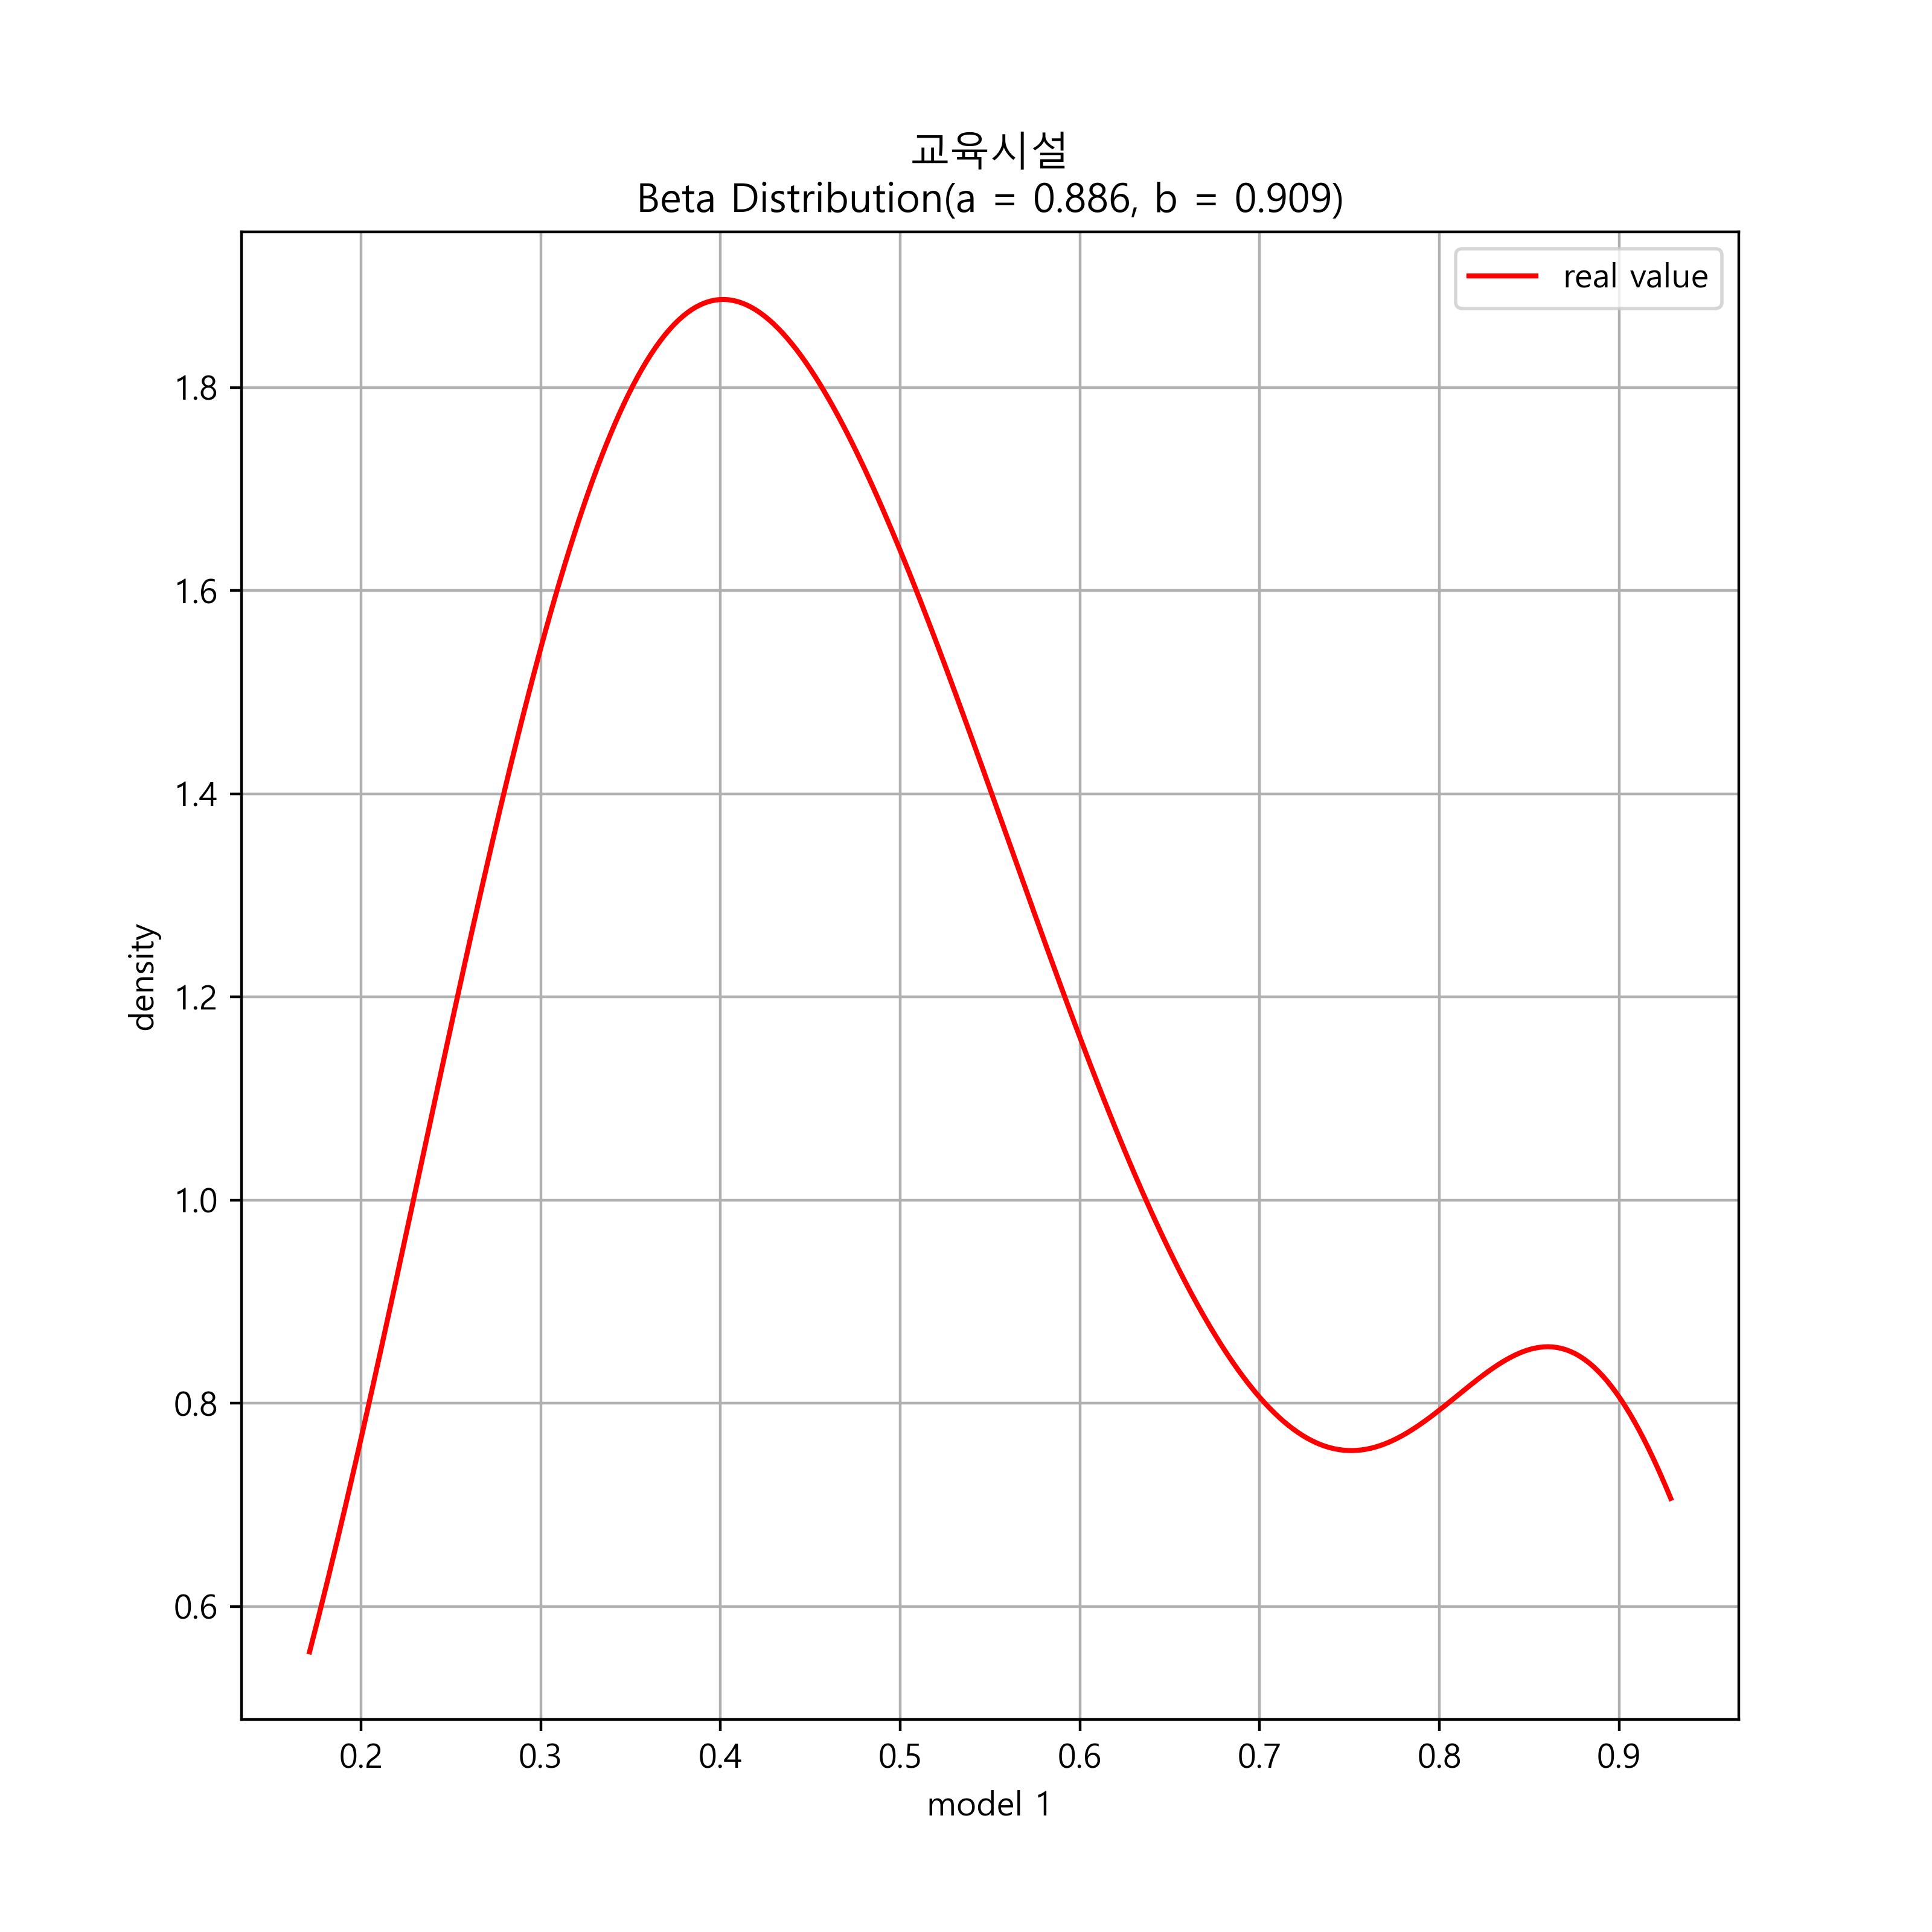 교육시설
Beta Distribution(a = 0.886, b = 0.909)
real value
density
1.8
1.6
1.4
1.2
1.0
0.8
0.6
0.2 0.3 0.4 0.5 0.6 0.7 0.8 0.9
model 1